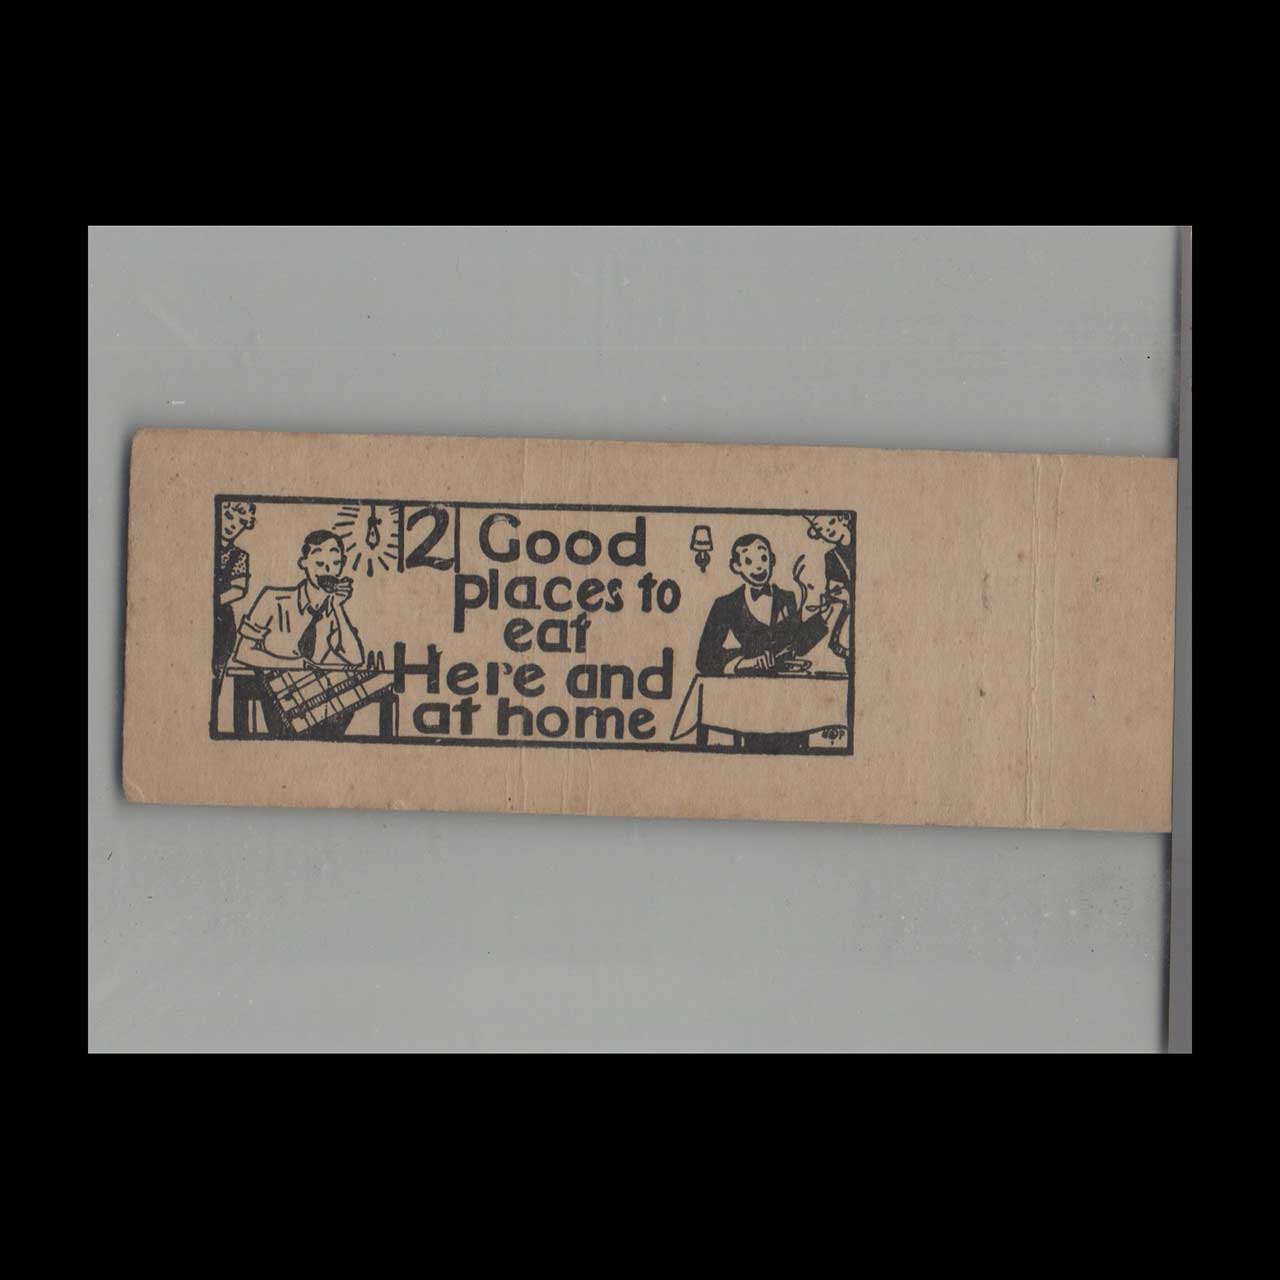 2 Good
places to
eat
Here and
at home